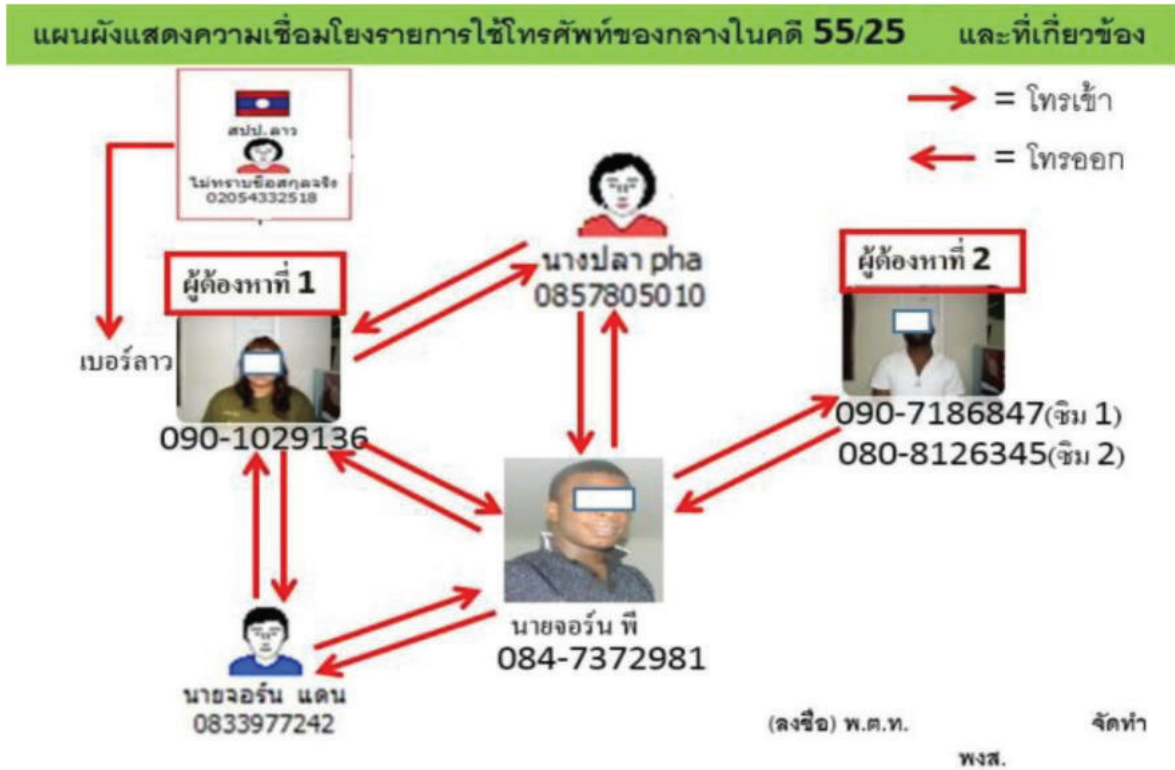 แผนผังแสดงความเชื่อมโยงรายการใช้โทรศัพท์ของกลางในคดี 55/25 และที่เกี่ยวข้อง
→ = โทรเข้า
← = โทรออก
สปป.ลาว
ไม่ทราบชื่อสกุลจริง
02054332518
นางปลา pha
0857805010
ผู้ต้องหาที่ 1
ผู้ต้องหาที่ 2
เบอร์ลาว
090-1029136
090-7186847(ซิม 1)
080-8126345(ซิม 2)
นายจอร์น พี
084-7372981
นายจอร์น แดน
0833977242
(ลงชื่อ) พ.ต.ท. จัดทำ
พงส.